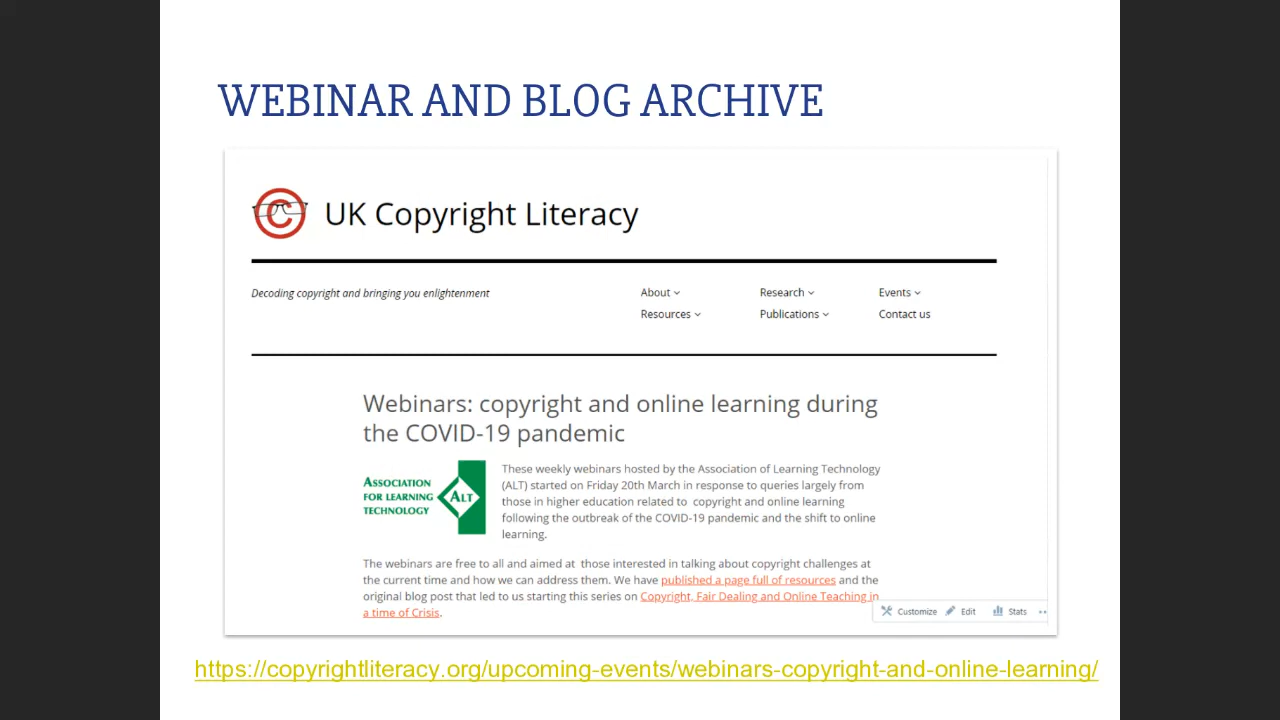 WEBINAR AND BLOG ARCHIVE
UK Copyright Literacy
Decoding copyright and bringing you enlightenment
About
Research
Events
Resources
Publications
Contact us
Webinars: copyright and online learning during
the COVID-19 pandemic
ASSOCIATION
FOR LEARNING
TECHNOLOGY
ALT
These weekly webinars hosted by the Association of Learning Technology
(ALT) started on Friday 20th March in response to queries largely from
those in higher education related to copyright and online learning
following the outbreak of the COVID-19 pandemic and the shift to online
learning.
The webinars are free to all and aimed at those interested in talking about copyright challenges at
the current time and how we can address them. We have published a page full of resources and the
original blog post that led to us starting this series on Copyright, Fair Dealing and Online Teaching in
a time of Crisis.
Customize
Edit
Stats
https://copyrightliteracy.org/upcoming-events/webinars-copyright-and-online-learning/